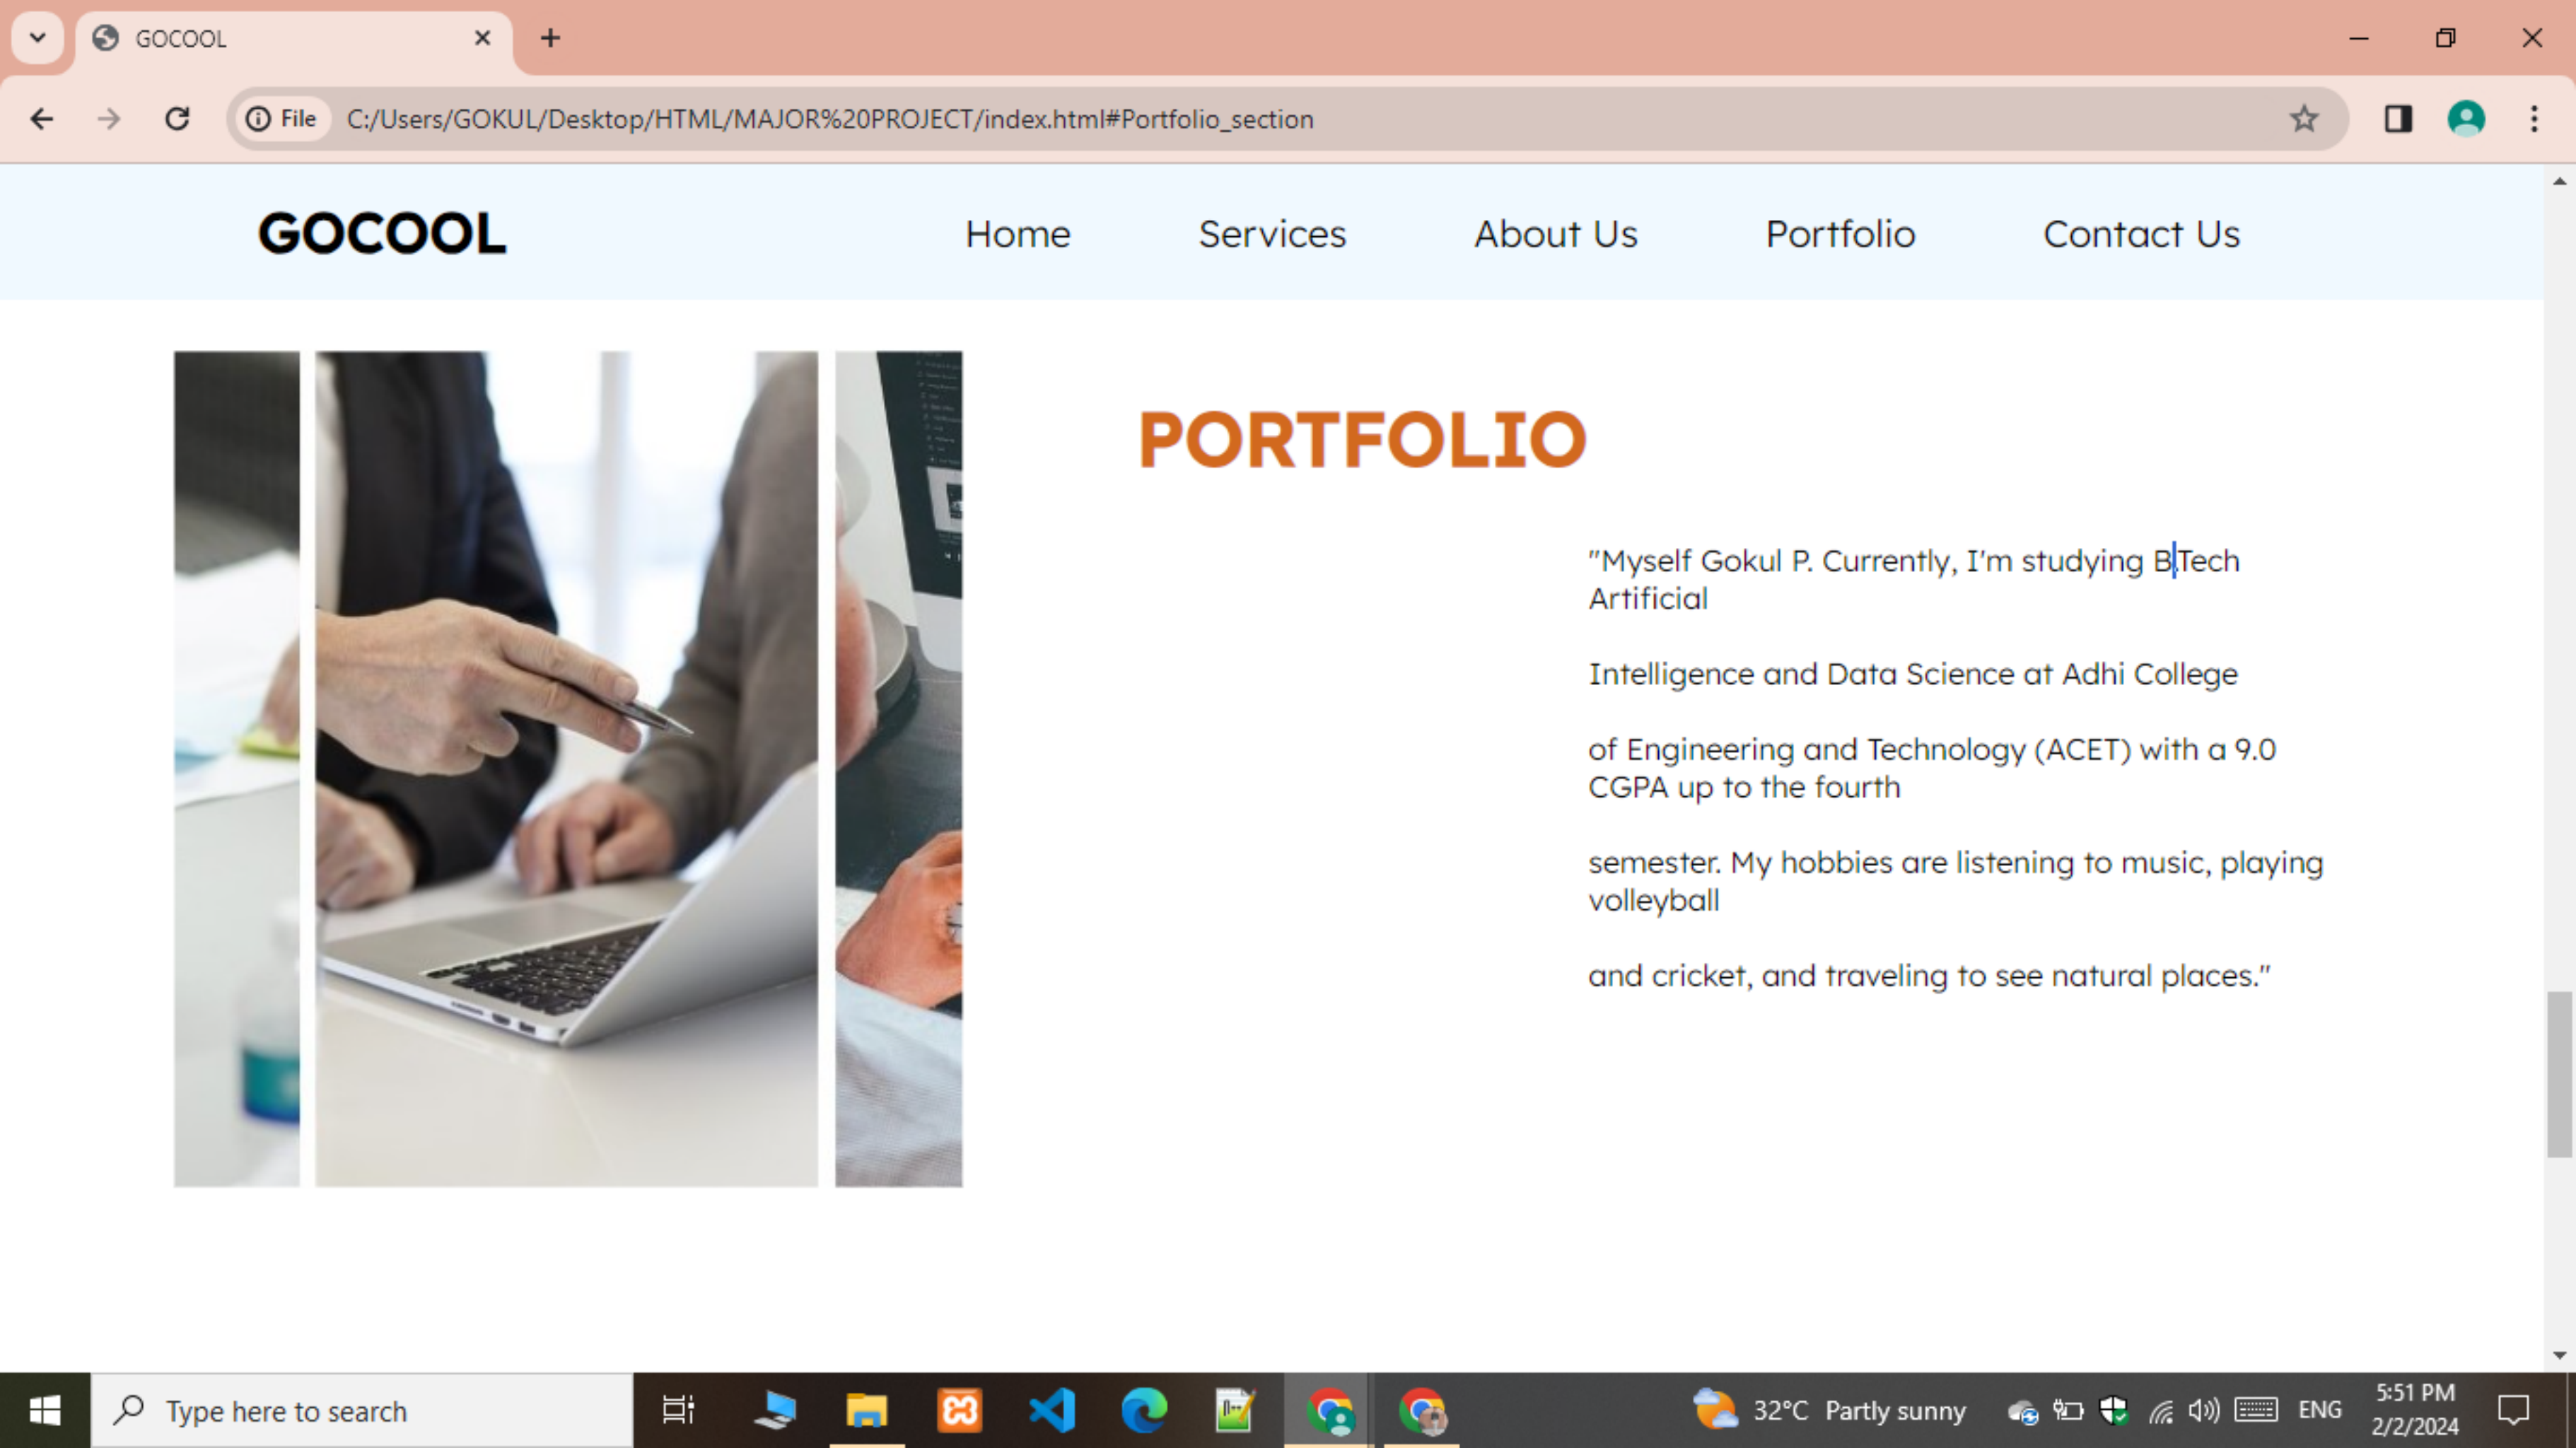 GOCOOL
File
C:/Users/GOKUL/Desktop/HTML/MAJOR%20PROJECT/index.html#Portfolio_section
GOCOOL
Home
Services
About Us
Portfolio
Contact Us
PORTFOLIO
"Myself Gokul P. Currently, I'm studying B.Tech
Artificial
Intelligence and Data Science at Adhi College
of Engineering and Technology (ACET) with a 9.0
CGPA up to the fourth
semester. My hobbies are listening to music, playing
volleyball
and cricket, and traveling to see natural places."
Type here to search
32°C Partly sunny
ENG
5:51 PM
2/2/2024